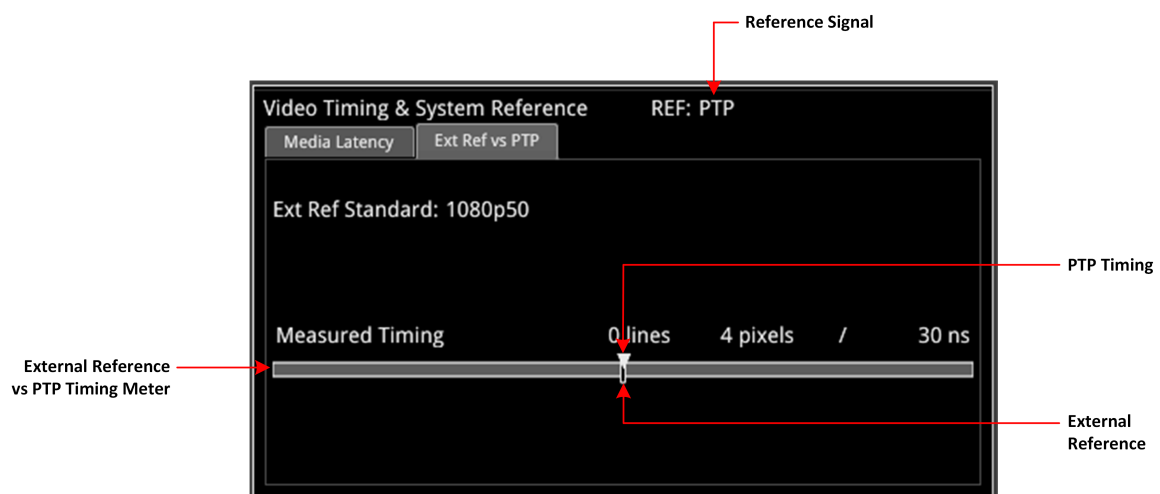 Reference Signal
Video Timing & System Reference REF: PTP
Media Latency Ext Ref vs PTP
Ext Ref Standard: 1080p50
PTP Timing
Measured Timing 0 lines 4 pixels / 30 ns
External Reference
vs PTP Timing Meter
External
Reference